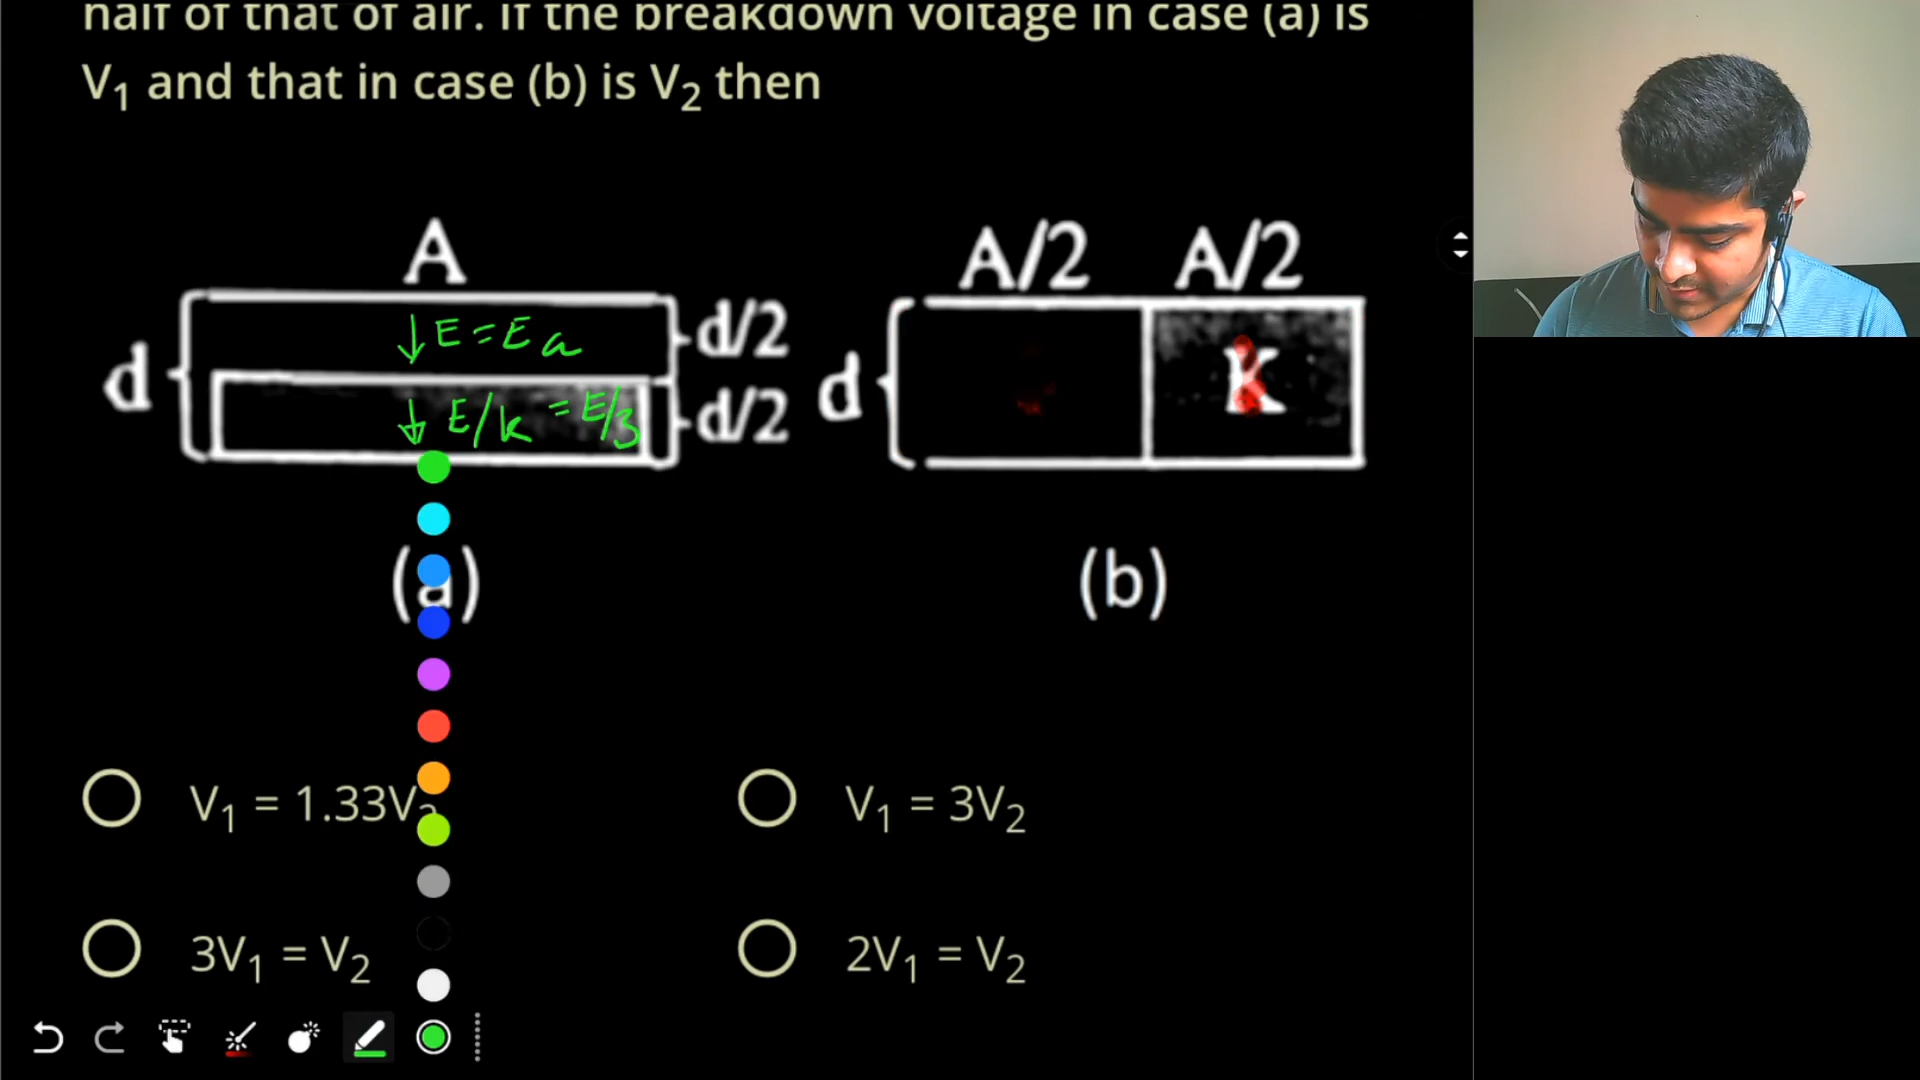 half of that of air. If the breakdown voltage in case (a) is
V₁ and that in case (b) is V₂ then
A
A/2 A/2
↓ E = Ea
d/2
d
↓ E/k = E/3
d/2
d
K
(a)
(b)
V₁ = 1.33V₂
V₁ = 3V₂
3V₁ = V₂
2V₁ = V₂